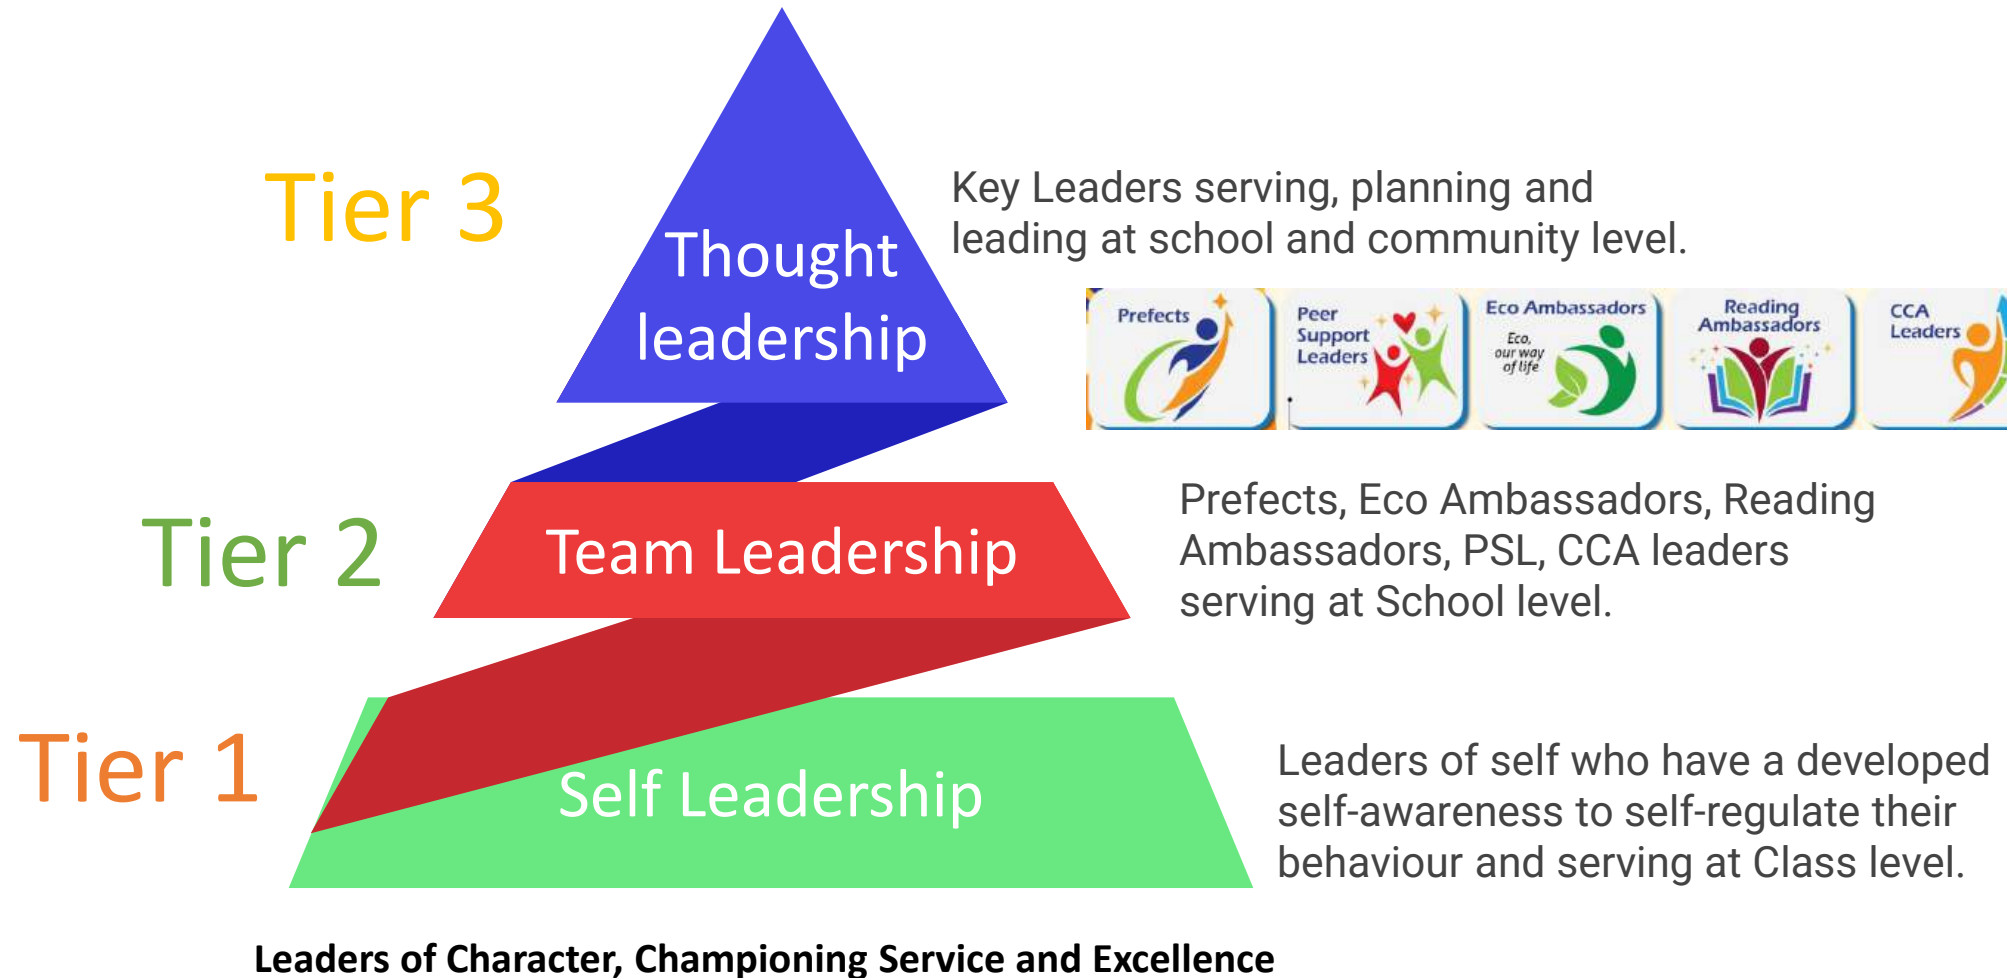 Tier 3
Thought
leadership
Key Leaders serving, planning and
leading at school and community level.
Prefects
Peer
Support
Leaders
Eco Ambassadors
Eco,
our way
of life
Reading
Ambassadors
CCA
Leaders
Tier 2
Team Leadership
Prefects, Eco Ambassadors, Reading
Ambassadors, PSL, CCA leaders
serving at School level.
Tier 1
Self Leadership
Leaders of self who have a developed
self-awareness to self-regulate their
behaviour and serving at Class level.
Leaders of Character, Championing Service and Excellence